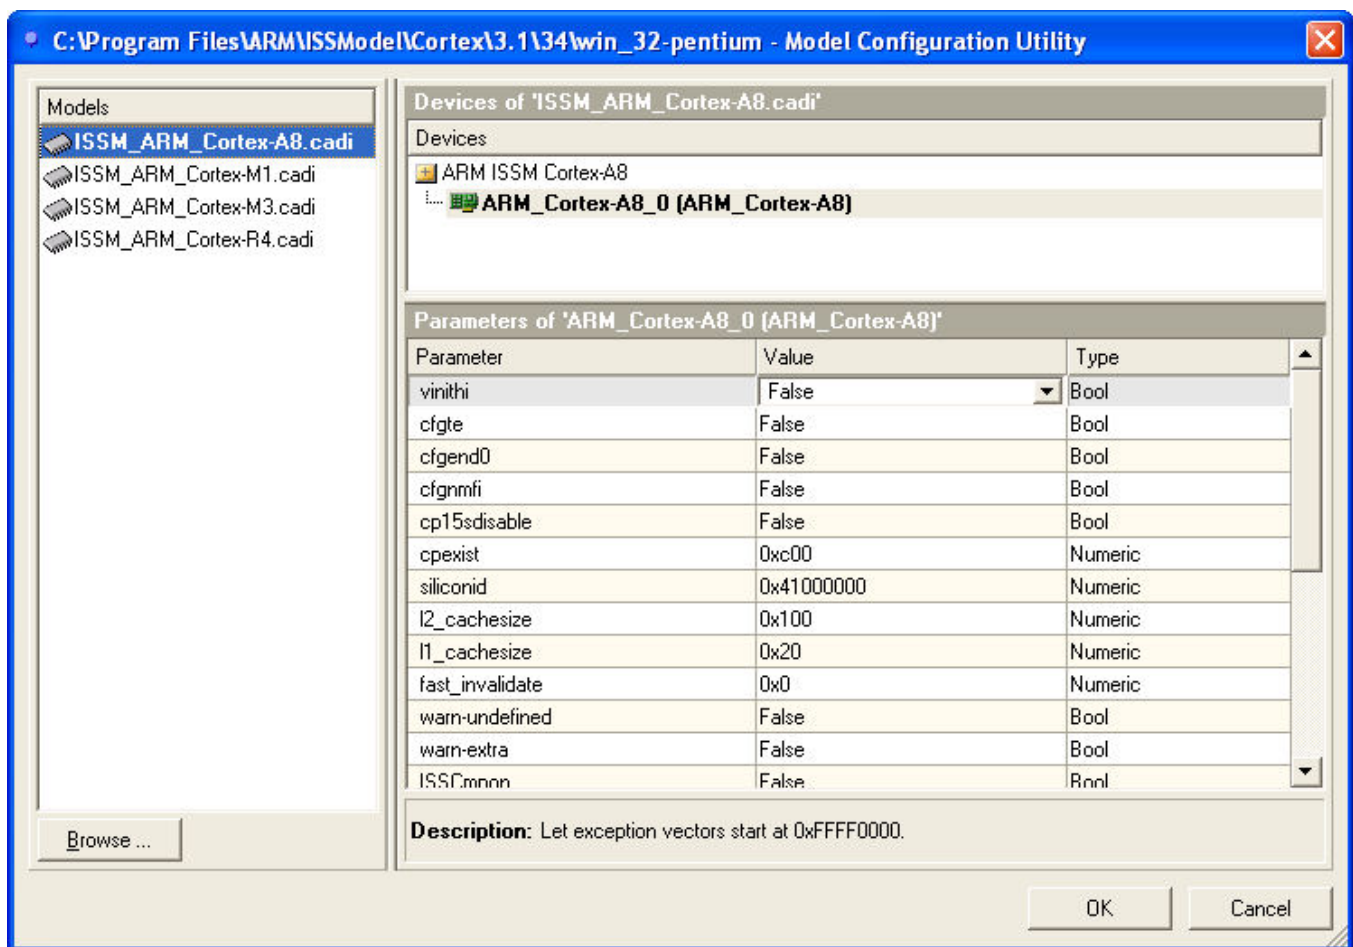 C:\Program Files\ARM\ISSModel\Cortex\3.1\34\win_32-pentium - Model Configuration Utility
Models
ISSM_ARM_Cortex-A8.cadi
ISSM_ARM_Cortex-M1.cadi
ISSM_ARM_Cortex-M3.cadi
ISSM_ARM_Cortex-R4.cadi
Browse ...
Devices of 'ISSM_ARM_Cortex-A8.cadi'
Devices
ARM ISSM Cortex-A8
ARM_Cortex-A8_0 (ARM_Cortex-A8)
Parameters of 'ARM_Cortex-A8_0 (ARM_Cortex-A8)'
Parameter Value Type
vinithi False Bool
cfgte False Bool
cfgend0 False Bool
cfgnmfi False Bool
cp15sdisable False Bool
cpexist 0xc00 Numeric
siliconid 0x41000000 Numeric
l2_cachesize 0x100 Numeric
l1_cachesize 0x20 Numeric
fast_invalidate 0x0 Numeric
warn-undefined False Bool
warn-extra False Bool
False Bool
Description: Let exception vectors start at 0xFFFF0000.
OK Cancel